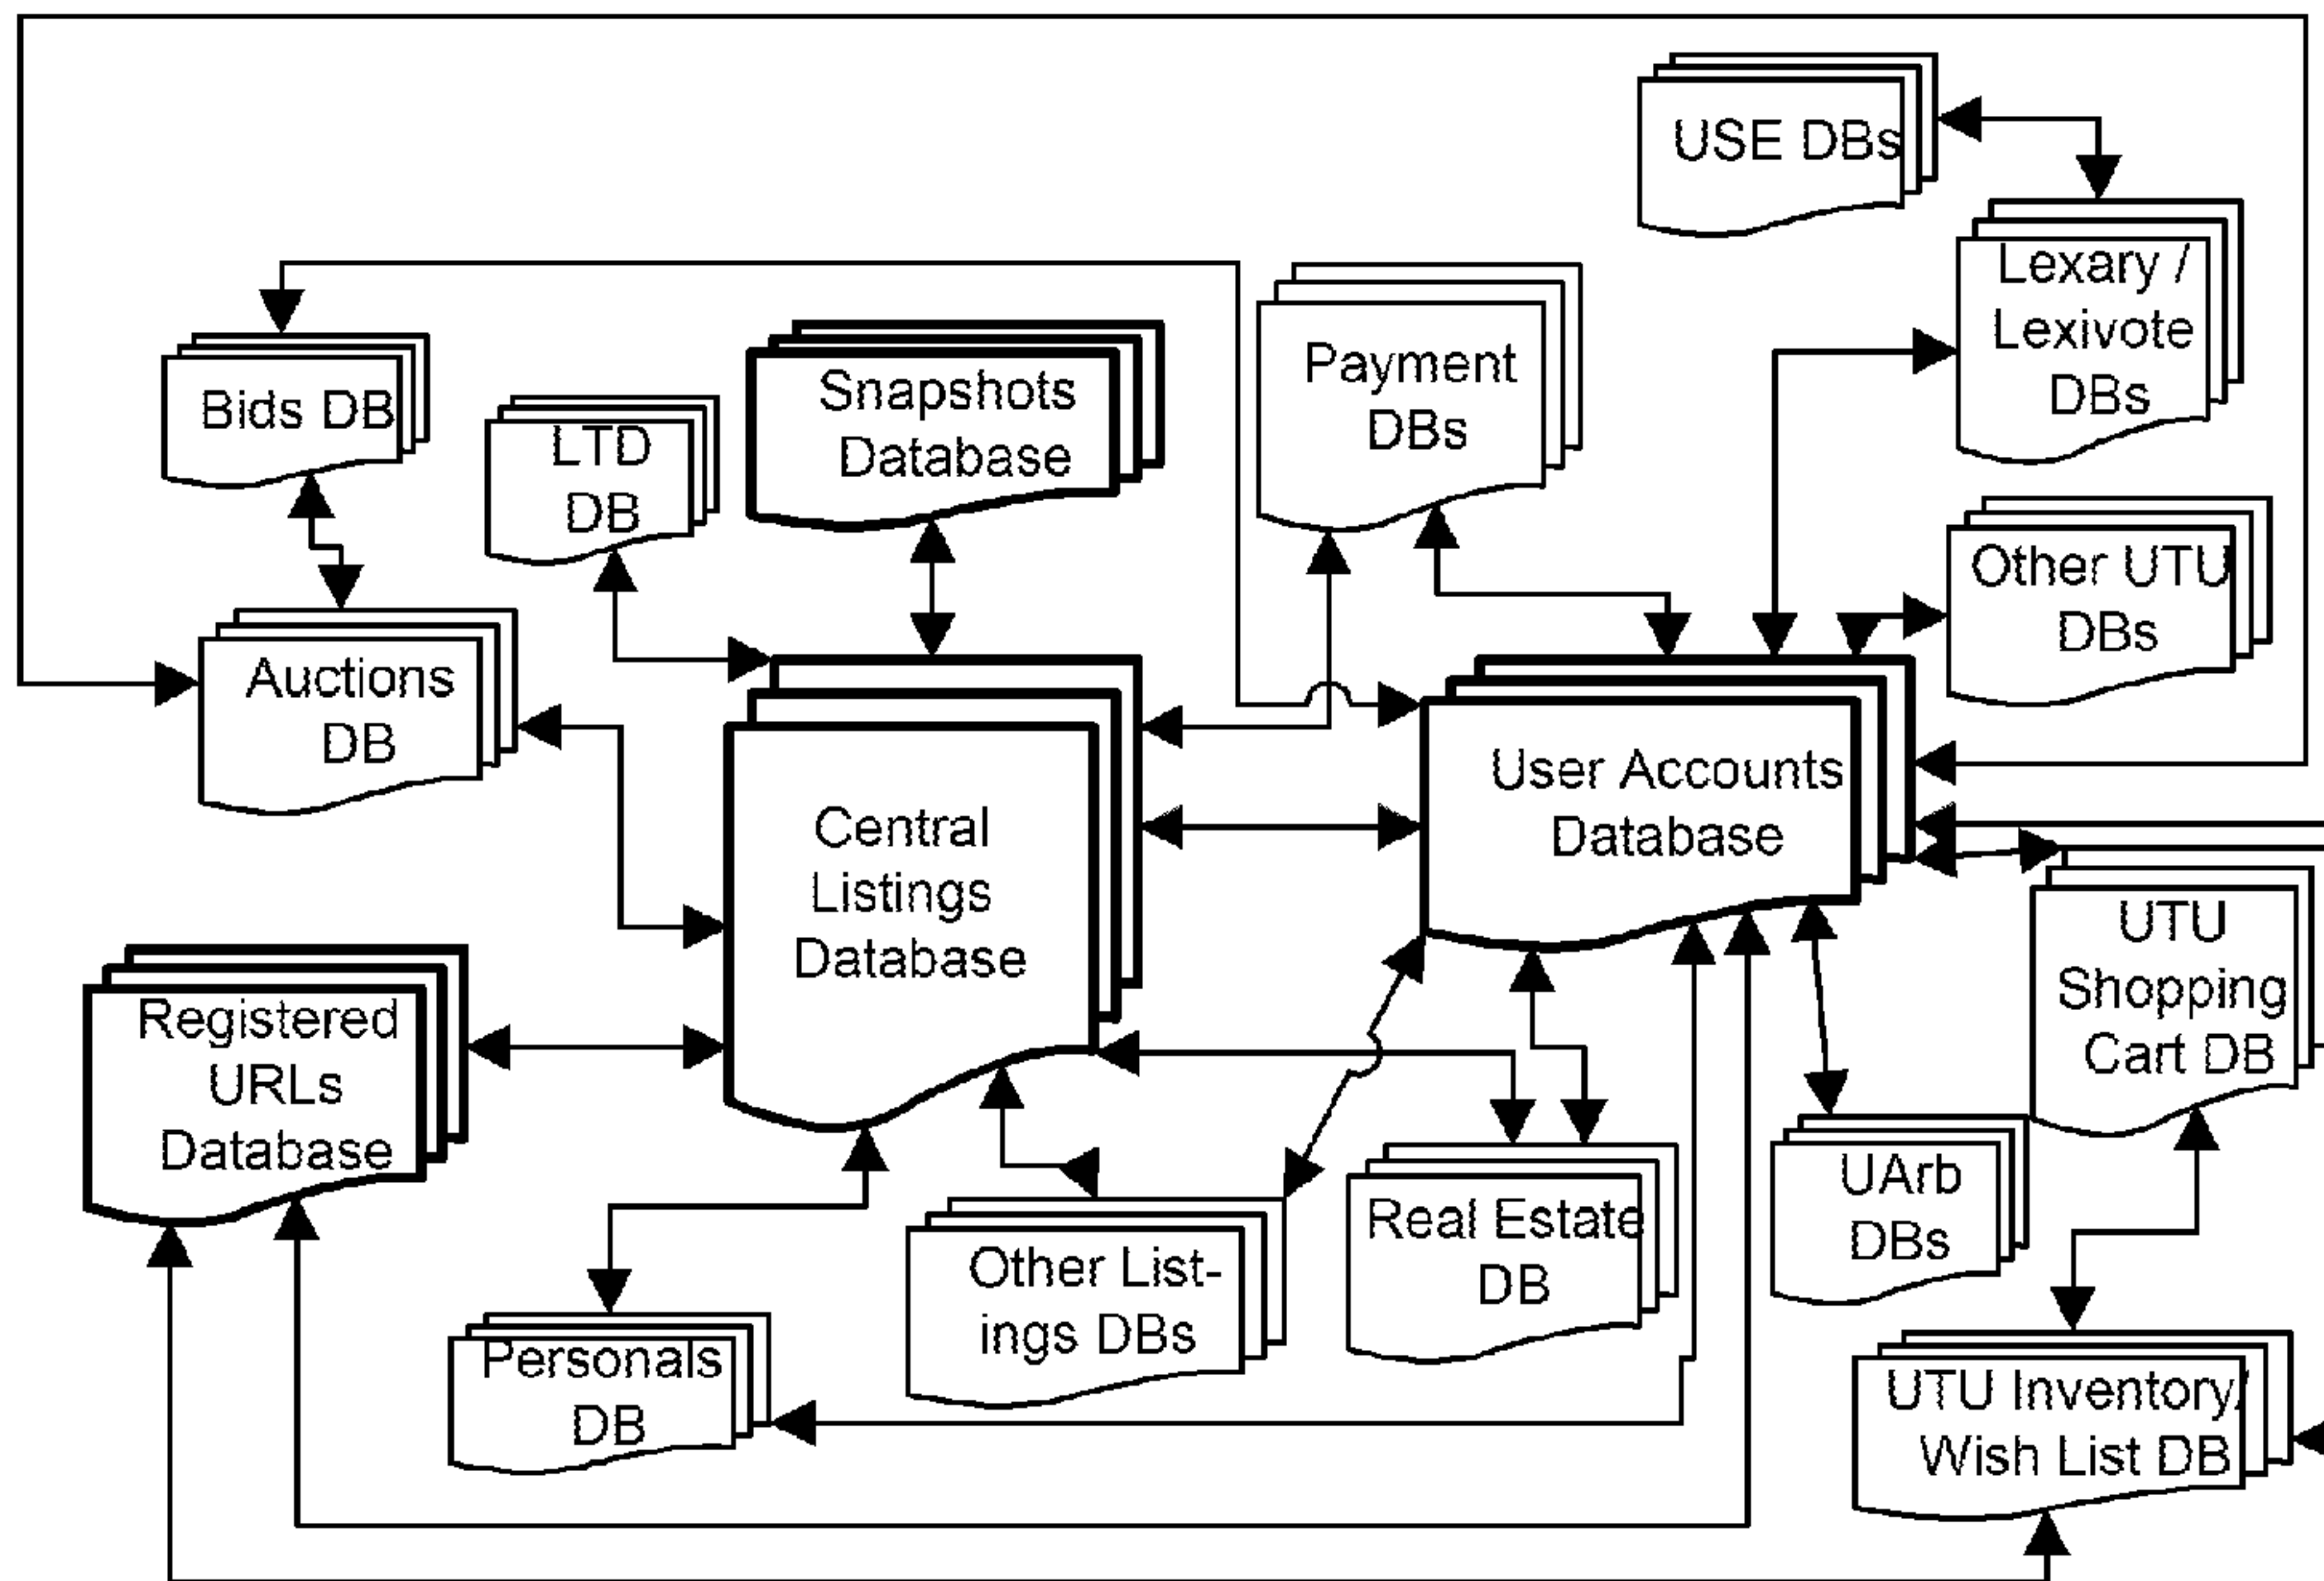 USE DBs
Lexary /
Lexivote
DBs
Bids DB
LTD
DB
Snapshots
Database
Payment
DBs
Other UTU
DBs
Auctions
DB
Central
Listings
Database
User Accounts
Database
UTU
Shopping
Cart DB
Registered
URLs
Database
Personals
DB
Other List-
ings DBs
Real Estate
DB
UArb
DBs
UTU Inventory/
Wish List DB